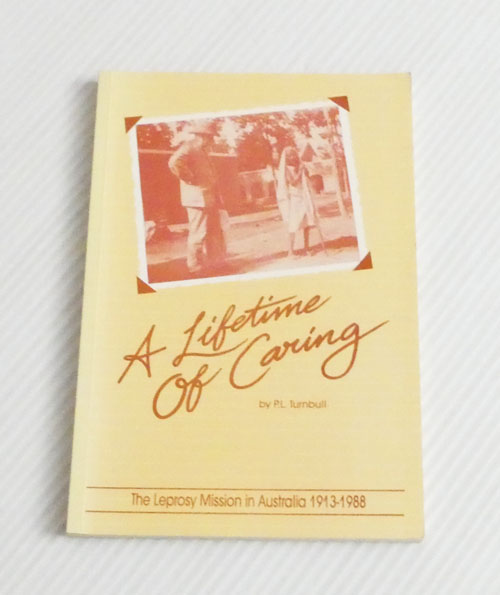 A Lifetime
Of Caring
by P.L. Turnbull
The Leprosy Mission in Australia 1913-1988